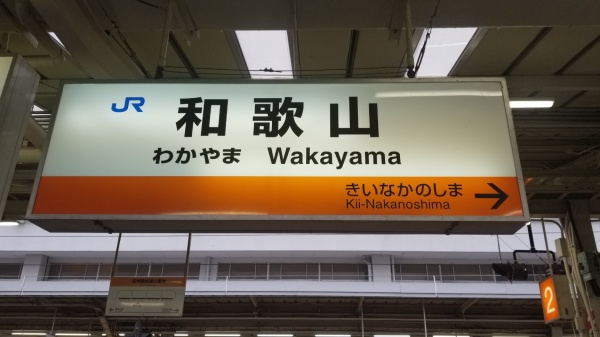 JR 和歌山
わかやま Wakayama
きいなかのしま →
Kii-Nakanoshima
2